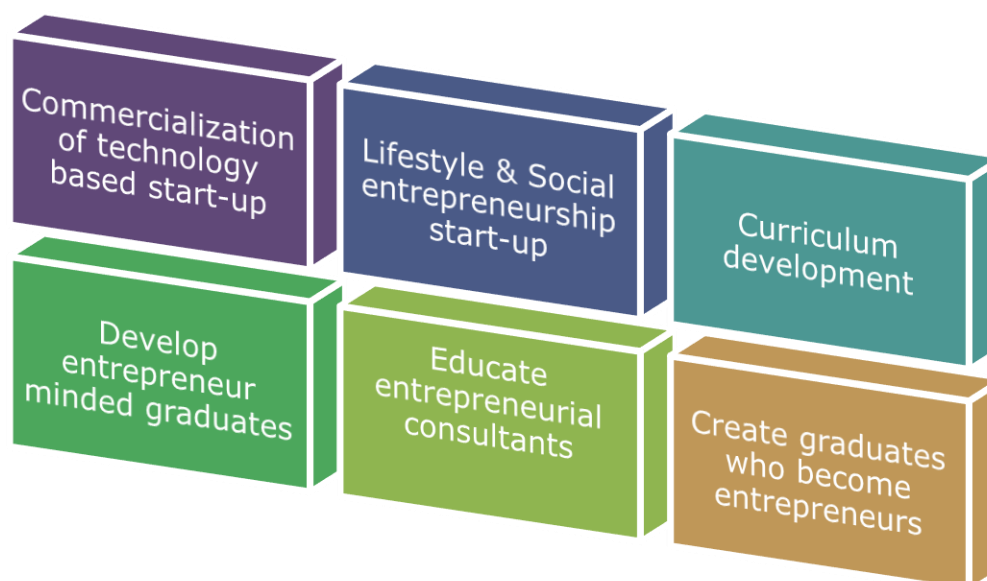 Commercialization
of technology
based start-up
Lifestyle & Social
entrepreneurship
start-up
Curriculum
development
Develop
entrepreneur
minded graduates
Educate
entrepreneurial
consultants
Create graduates
who become
entrepreneurs